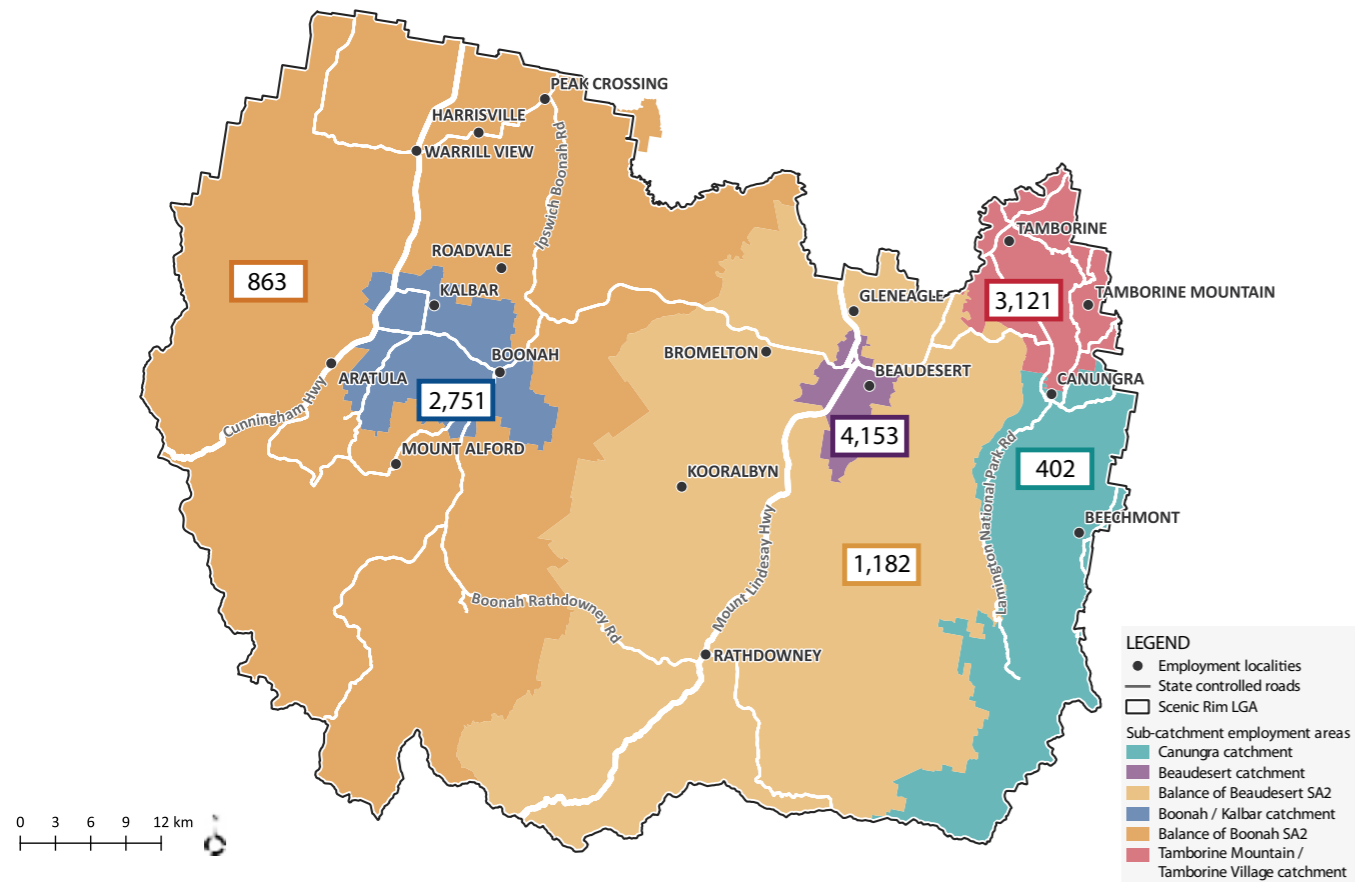 PEAK CROSSING
HARRISVILLE
WARRILL VIEW
Ipswich Boonah Rd
ROADVALE
TAMBORINE
863
KALBAR
GLENEAGLE
3,121
TAMBORINE MOUNTAIN
BROMELTON
BOONAH
ARATULA
BEAUDESERT
CANUNGRA
2,751
Cunningham Hwy
4,153
MOUNT ALFORD
KOORALBYN
402
Lamington National Park Rd
BEECHMONT
1,182
Mount Lindesay Hwy
Boonah Rathdowney Rd
RATHDOWNEY
LEGEND
Employment localities
State controlled roads
Scenic Rim LGA
Sub-catchment employment areas
Canungra catchment
Beaudesert catchment
Balance of Beaudesert SA2
Boonah / Kalbar catchment
Balance of Boonah SA2
Tamborine Mountain /
Tamborine Village catchment
0 3 6 9 12 km